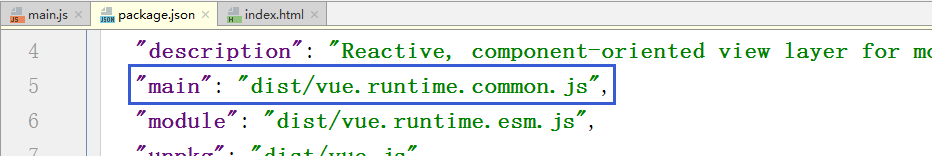 main.js package.json index.html
4 "description": "Reactive, component-oriented view layer for mo
5 "main": "dist/vue.runtime.common.js",
6 "module": "dist/vue.runtime.esm.js",
7 "unpkg": "dist/vue.js"